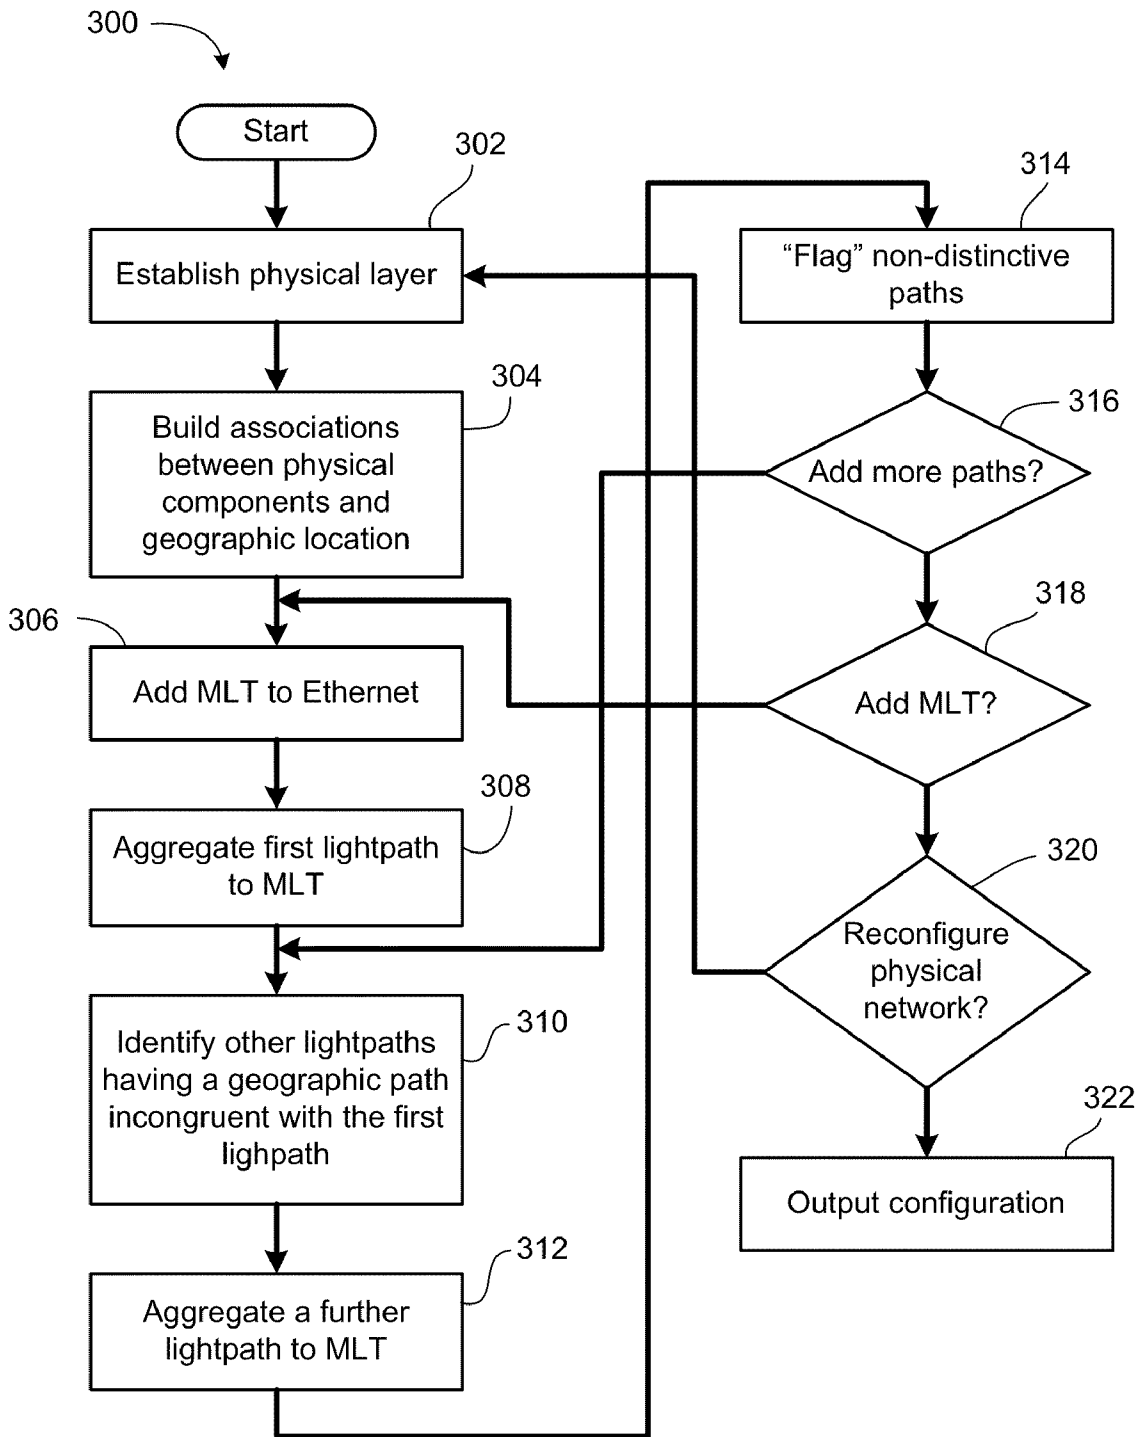 300
Start
302
Establish physical layer
304
Build associations
between physical
components and
geographic location
306
Add MLT to Ethernet
308
Aggregate first lightpath
to MLT
310
Identify other lightpaths
having a geographic path
incongruent with the first
lighpath
312
Aggregate a further
lightpath to MLT
314
“Flag” non-distinctive
paths
316
Add more paths?
318
Add MLT?
320
Reconfigure
physical
network?
322
Output configuration